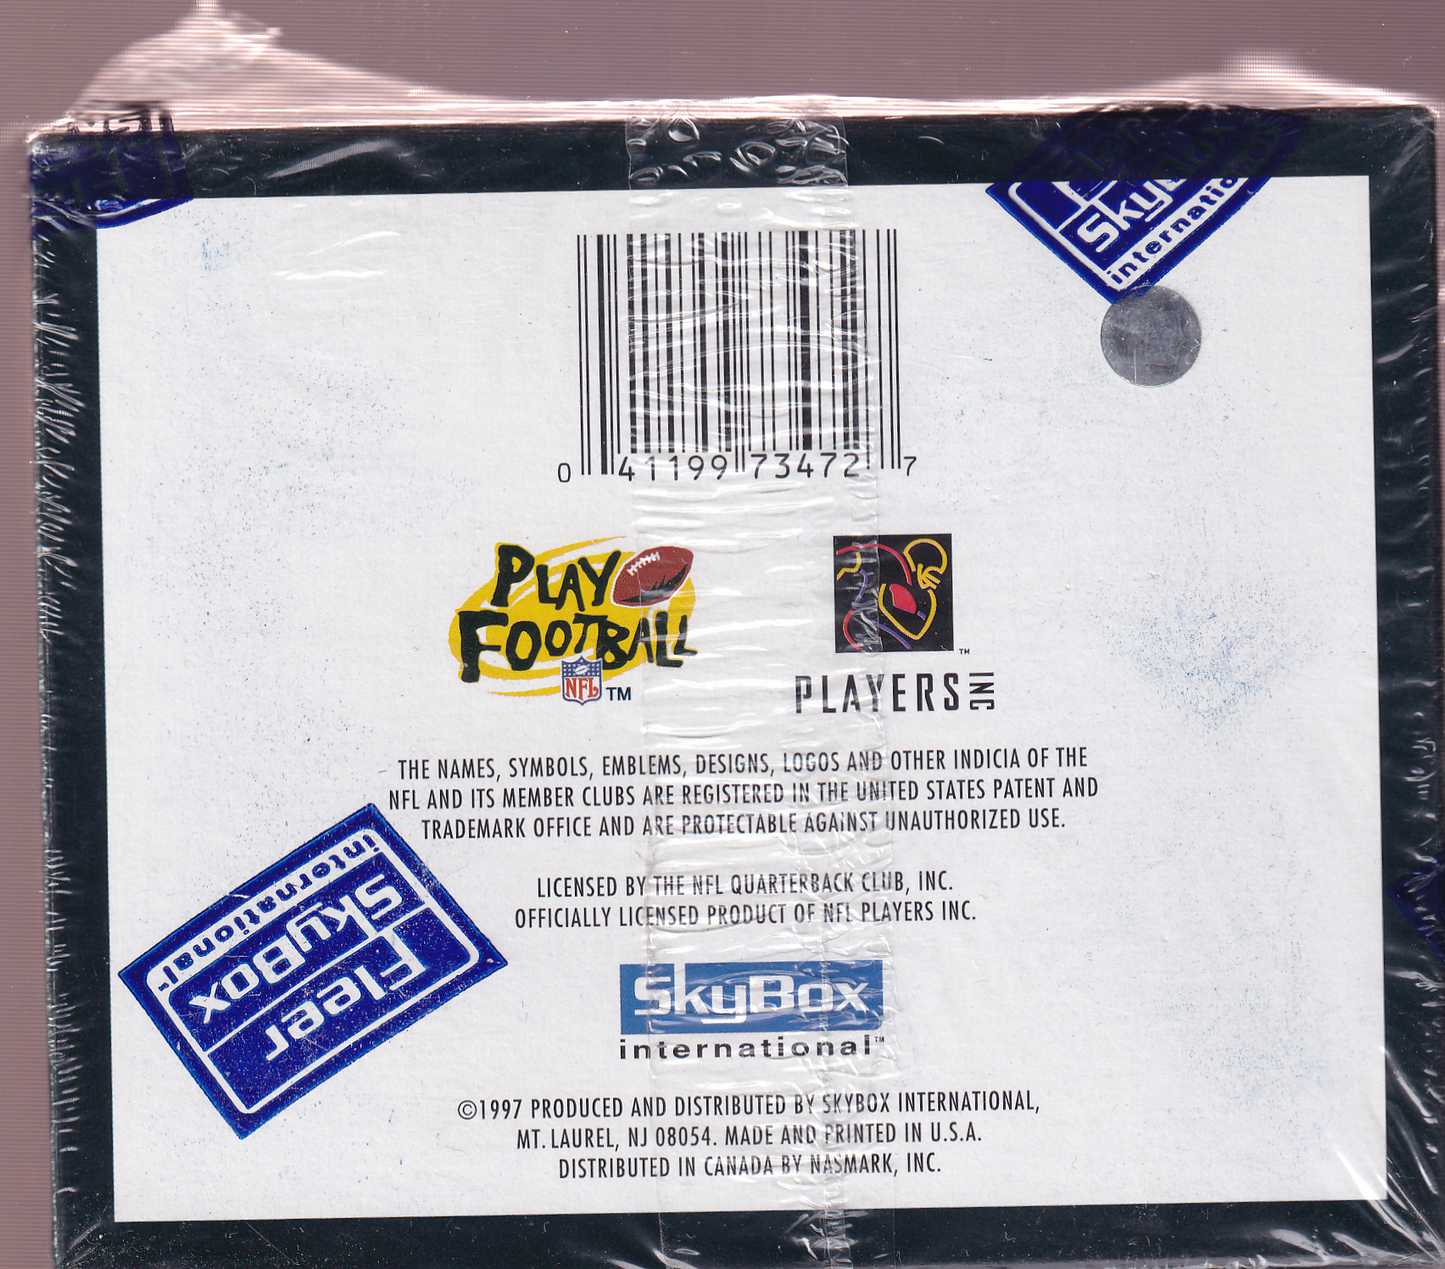 SkyBox
international
0 41199 73472 7
PLAY
FOOTBALL
NFL TM
PLAYERS INC
THE NAMES, SYMBOLS, EMBLEMS, DESIGNS, LOGOS AND OTHER INDICIA OF THE
NFL AND ITS MEMBER CLUBS ARE REGISTERED IN THE UNITED STATES PATENT AND
TRADEMARK OFFICE AND ARE PROTECTABLE AGAINST UNAUTHORIZED USE.
LICENSED BY THE NFL QUARTERBACK CLUB, INC.
OFFICIALLY LICENSED PRODUCT OF NFL PLAYERS INC.
Fleer
SkyBox
international
SkyBox
international™
©1997 PRODUCED AND DISTRIBUTED BY SKYBOX INTERNATIONAL,
MT. LAUREL, NJ 08054. MADE AND PRINTED IN U.S.A.
DISTRIBUTED IN CANADA BY NASMARK, INC.